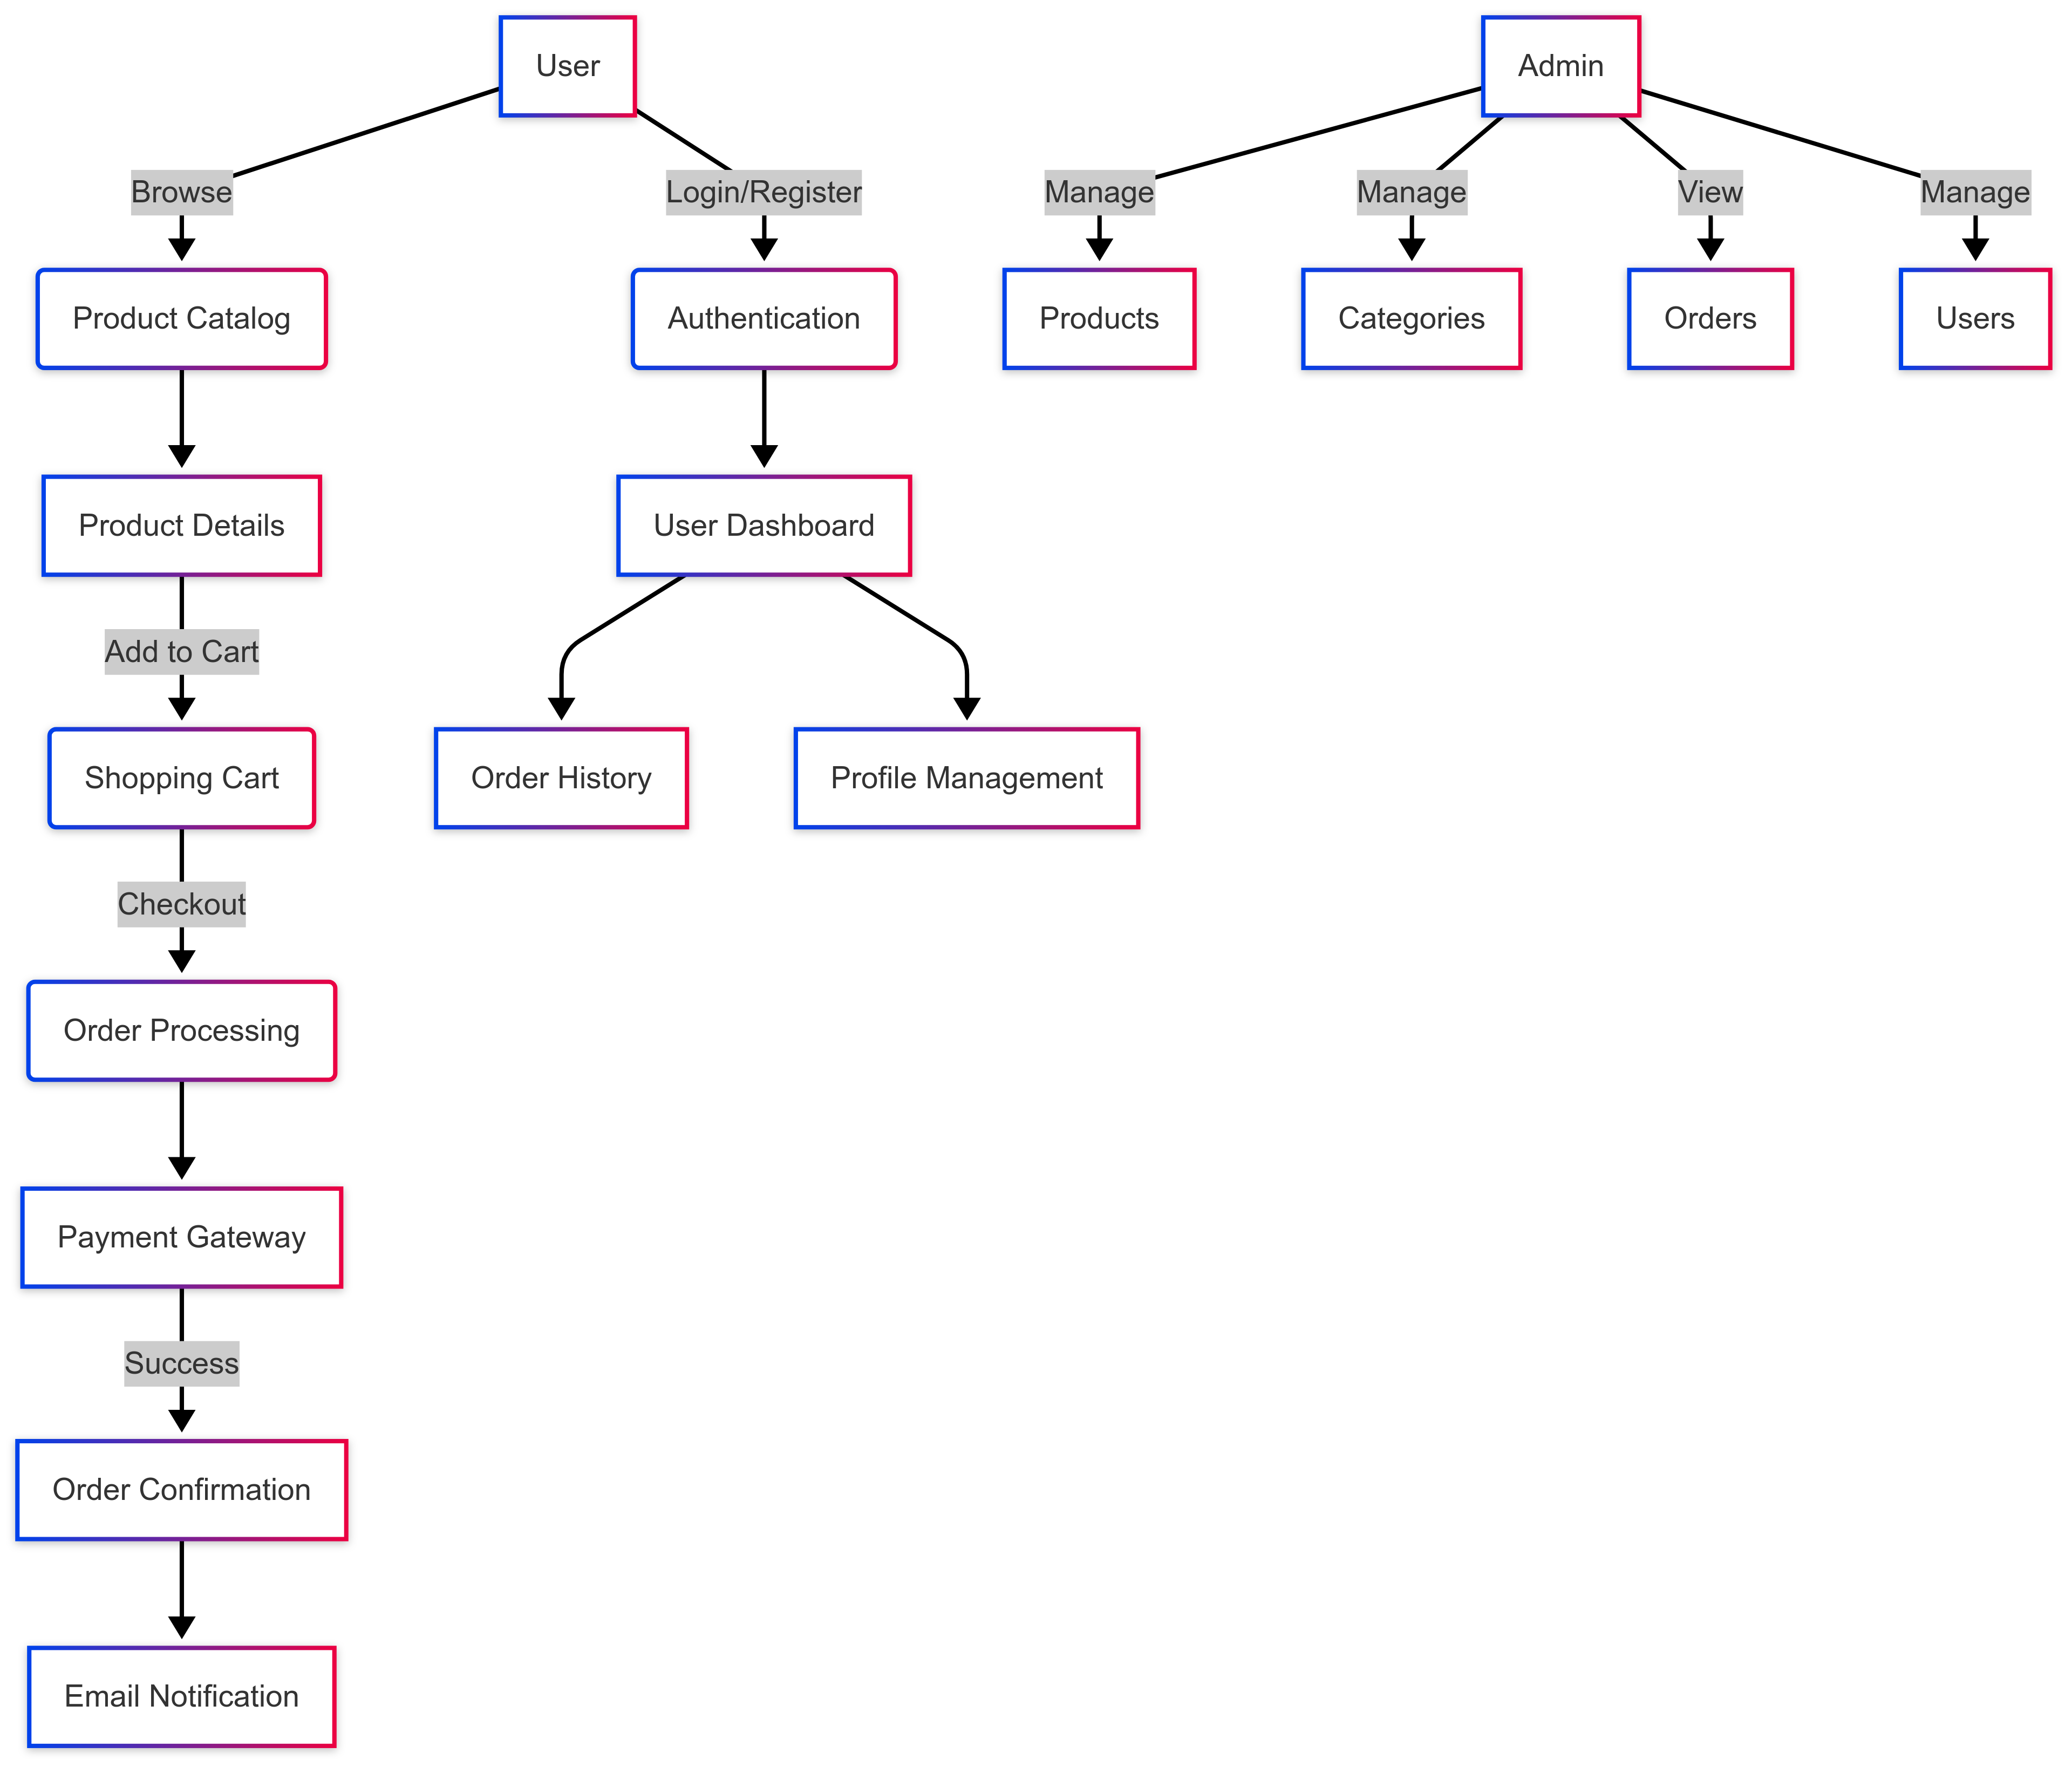 User
Admin
Browse
Login/Register
Manage
Manage
View
Manage
Product Catalog
Authentication
Products
Categories
Orders
Users
Product Details
User Dashboard
Add to Cart
Shopping Cart
Order History
Profile Management
Checkout
Order Processing
Payment Gateway
Success
Order Confirmation
Email Notification